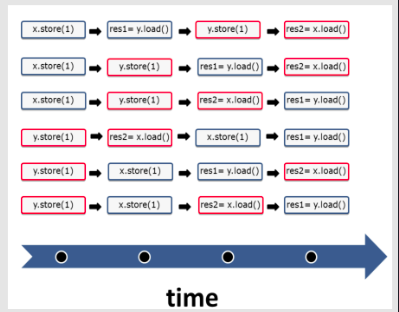 x.store(1) res1= y.load() y.store(1) res2= x.load()
x.store(1) y.store(1) res1= y.load() res2= x.load()
x.store(1) y.store(1) res2= x.load() res1= y.load()
y.store(1) res2= x.load() x.store(1) res1= y.load()
y.store(1) x.store(1) res1= y.load() res2= x.load()
y.store(1) x.store(1) res2= x.load() res1= y.load()
time